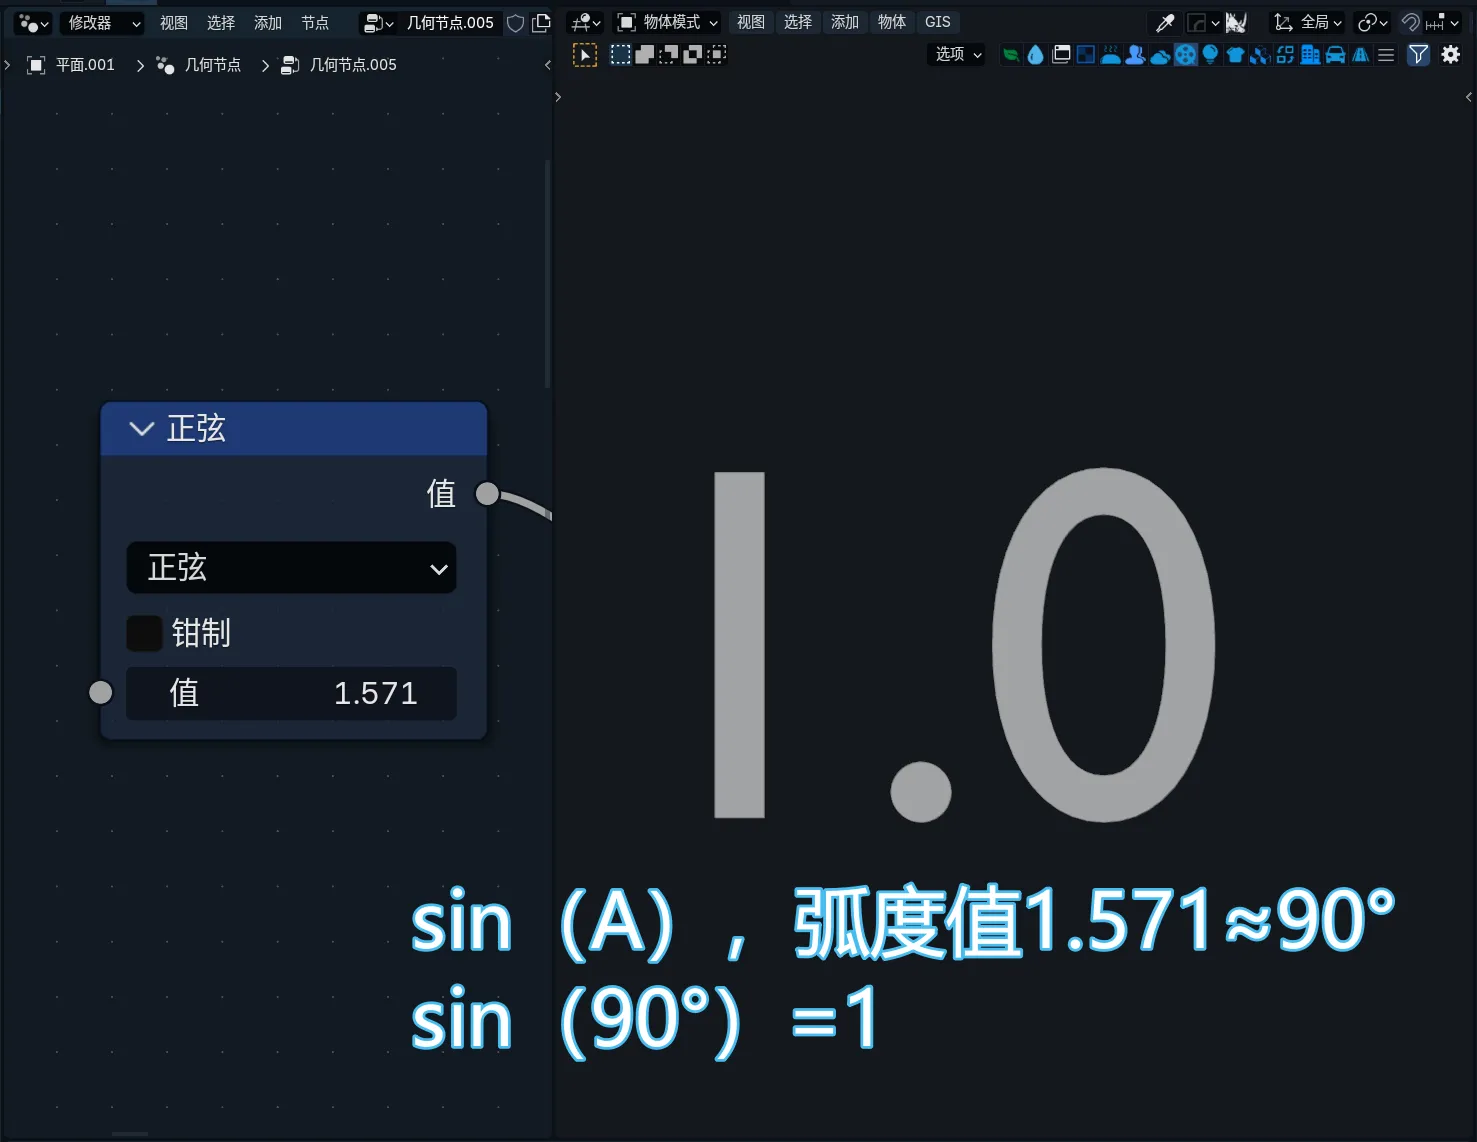 修改器 视图 选择 添加 节点 几何节点.005
平面.001 几何节点 几何节点.005
物体模式 视图 选择 添加 物体 GIS 全局
选项
正弦
值
正弦
钳制
值 1.571
1.0
sin（A），弧度值1.571≈90°
sin（90°）=1